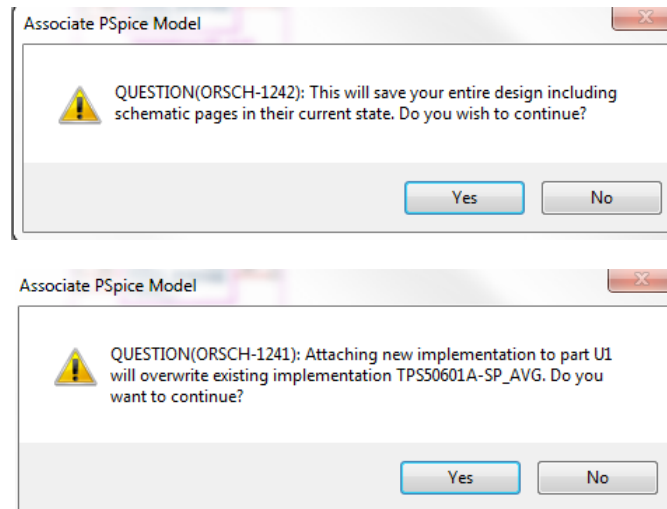 Associate PSpice Model
QUESTION(ORSCH-1242): This will save your entire design including
schematic pages in their current state. Do you wish to continue?
Yes
No
Associate PSpice Model
QUESTION(ORSCH-1241): Attaching new implementation to part U1
will overwrite existing implementation TPS50601A-SP_AVG. Do you
want to continue?
Yes
No